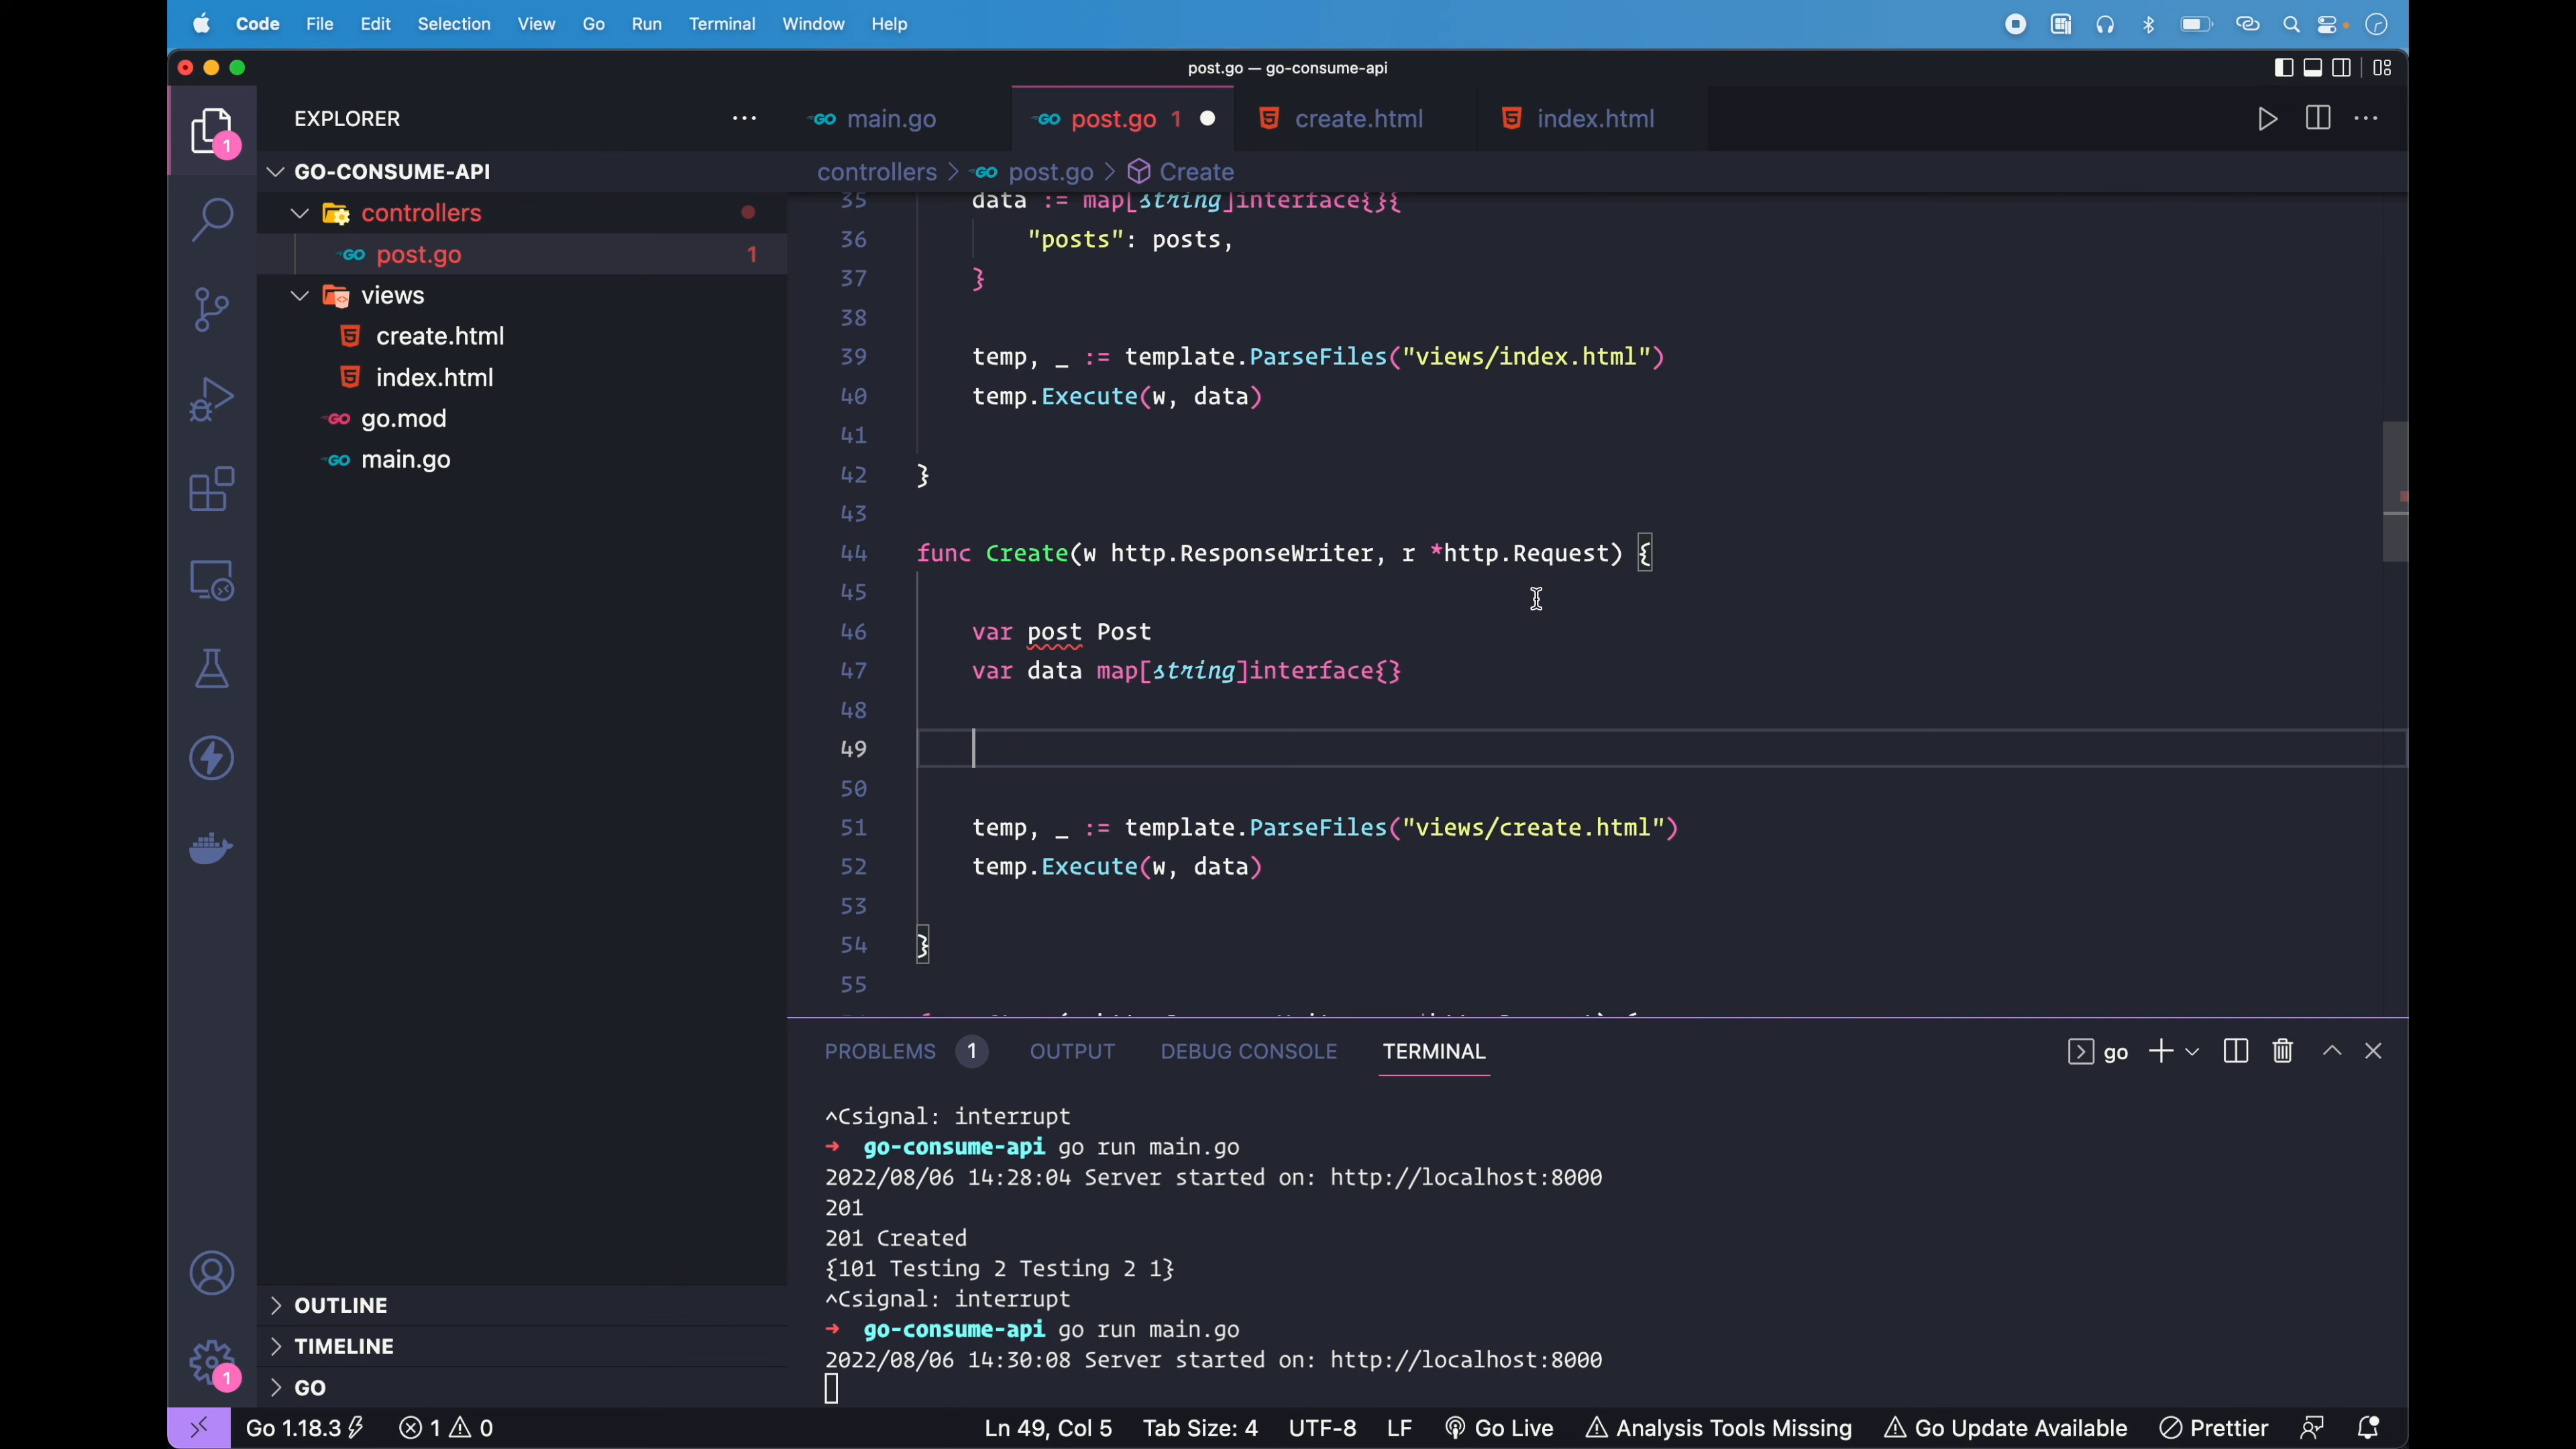 Code File Edit Selection View Go Run Terminal Window Help
post.go — go-consume-api
EXPLORER
main.go
post.go 1
create.html
index.html
GO-CONSUME-API
controllers
post.go 1
views
create.html
index.html
go.mod
main.go
OUTLINE
TIMELINE
GO
controllers > post.go > Create
35 data := map[string]interface{}{
36 "posts": posts,
37 }
38
39 temp, _ := template.ParseFiles("views/index.html")
40 temp.Execute(w, data)
41
42 }
43
44 func Create(w http.ResponseWriter, r *http.Request) {
45
46 var post Post
47 var data map[string]interface{}
48
49
50
51 temp, _ := template.ParseFiles("views/create.html")
52 temp.Execute(w, data)
53
54 }
55
PROBLEMS 1 OUTPUT DEBUG CONSOLE TERMINAL
go
^Csignal: interrupt
➜ go-consume-api go run main.go
2022/08/06 14:28:04 Server started on: http://localhost:8000
201
201 Created
{101 Testing 2 Testing 2 1}
^Csignal: interrupt
➜ go-consume-api go run main.go
2022/08/06 14:30:08 Server started on: http://localhost:8000
Go 1.18.3 1 0 Ln 49, Col 5 Tab Size: 4 UTF-8 LF Go Live Analysis Tools Missing Go Update Available Prettier